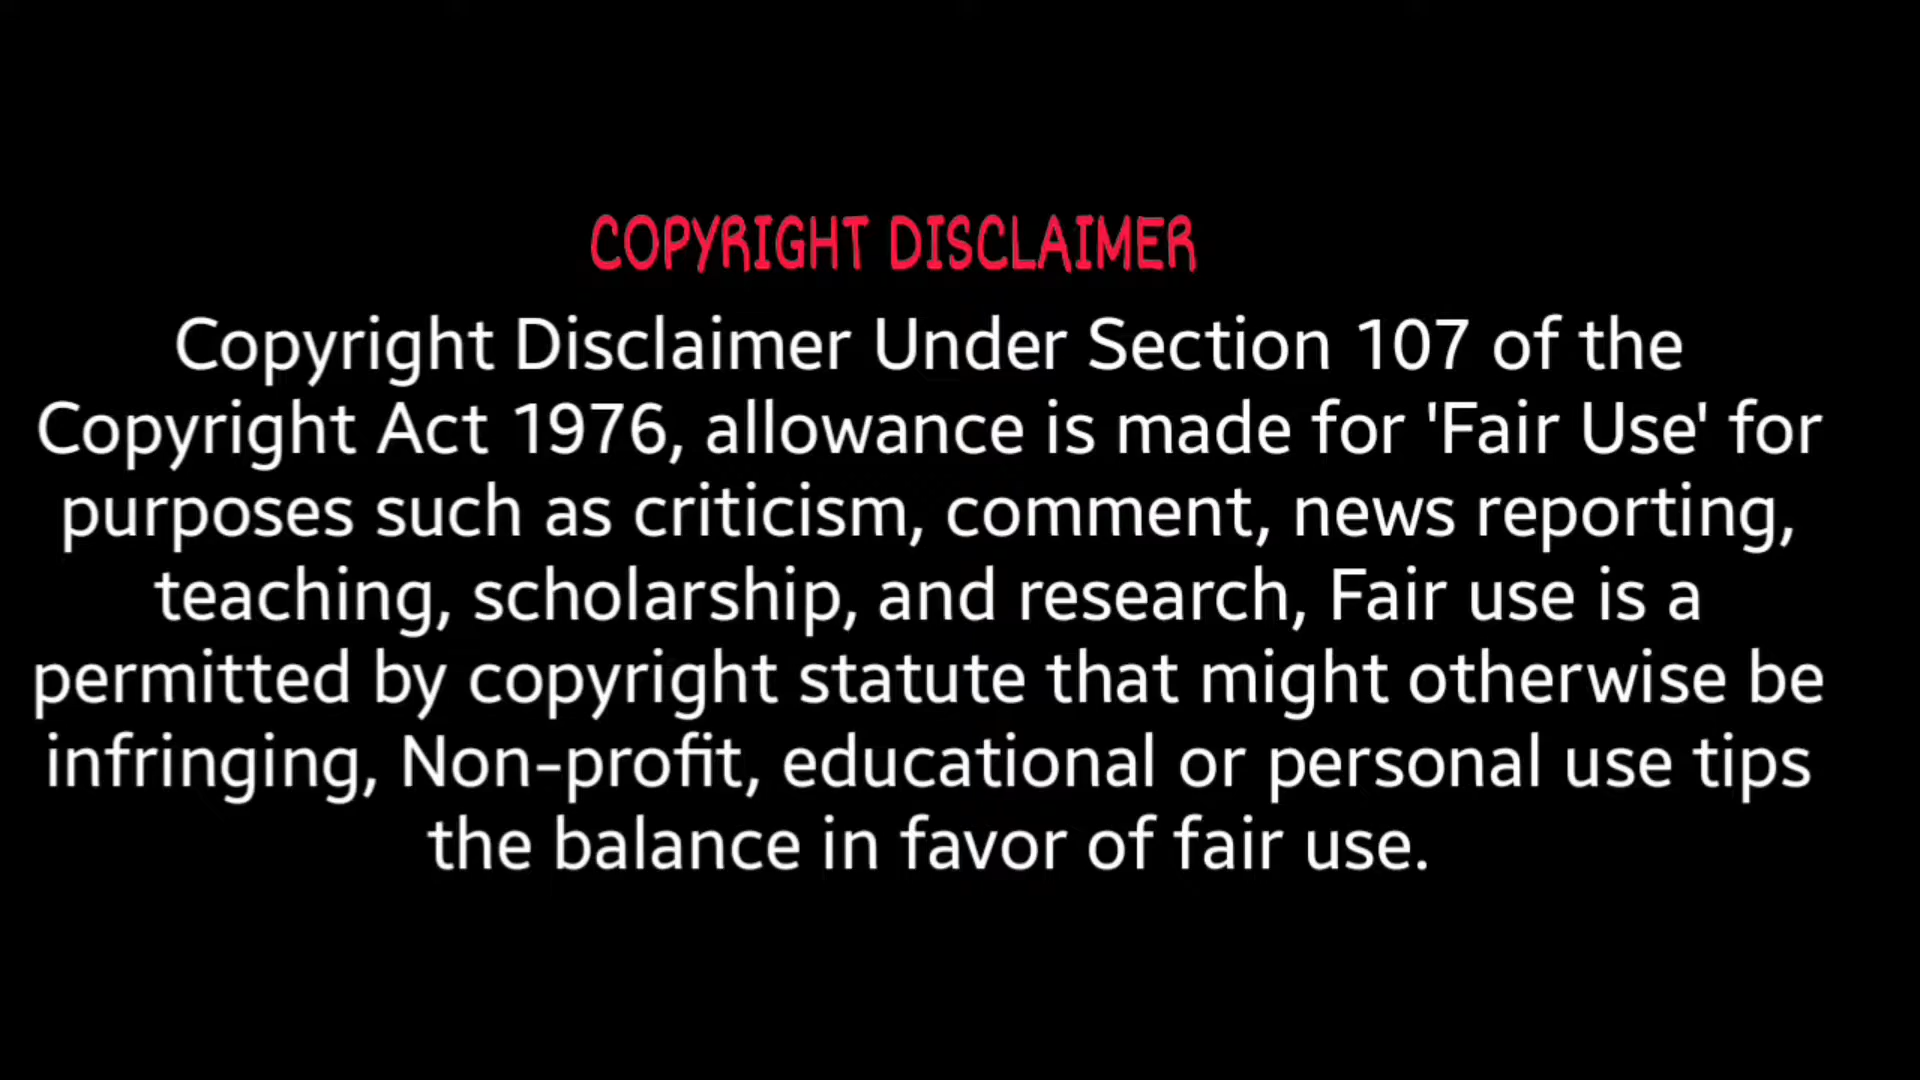 COPYRIGHT DISCLAIMER
Copyright Disclaimer Under Section 107 of the
Copyright Act 1976, allowance is made for 'Fair Use' for
purposes such as criticism, comment, news reporting,
teaching, scholarship, and research, Fair use is a
permitted by copyright statute that might otherwise be
infringing, Non-profit, educational or personal use tips
the balance in favor of fair use.